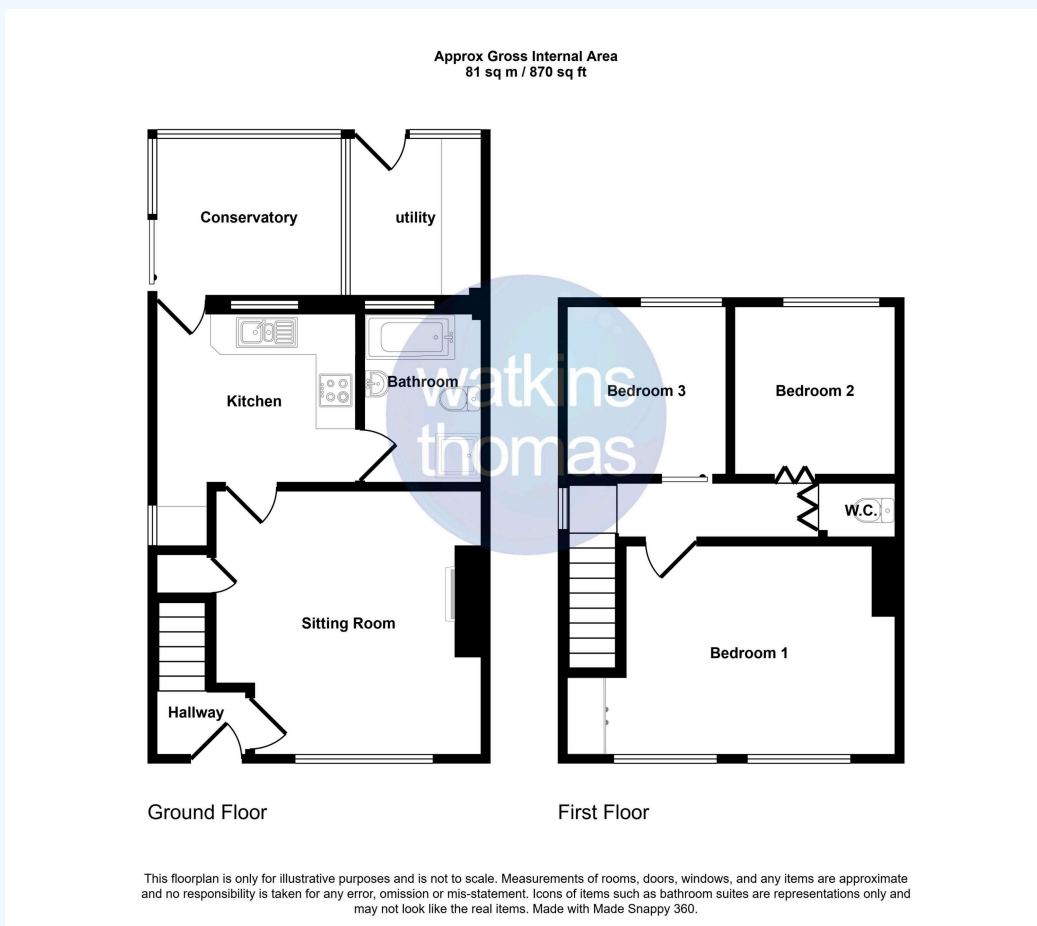 Approx Gross Internal Area
81 sq m / 870 sq ft
Conservatory
utility
Kitchen
Bathroom
Bedroom 3
Bedroom 2
watkins
thomas
W.C.
Sitting Room
Bedroom 1
Hallway
Ground Floor
First Floor
This floorplan is only for illustrative purposes and is not to scale. Measurements of rooms, doors, windows, and any items are approximate
and no responsibility is taken for any error, omission or mis-statement. Icons of items such as bathroom suites are representations only and
may not look like the real items. Made with Made Snappy 360.